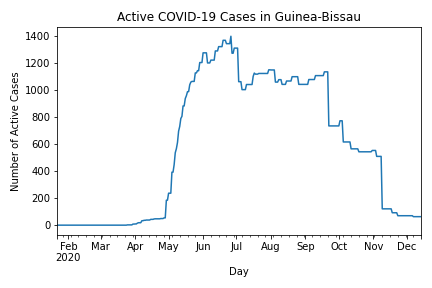 Active COVID-19 Cases in Guinea-Bissau
1400
1200
1000
800
600
400
200
0
Number of Active Cases
Feb Mar Apr May Jun Jul Aug Sep Oct Nov Dec
2020
Day